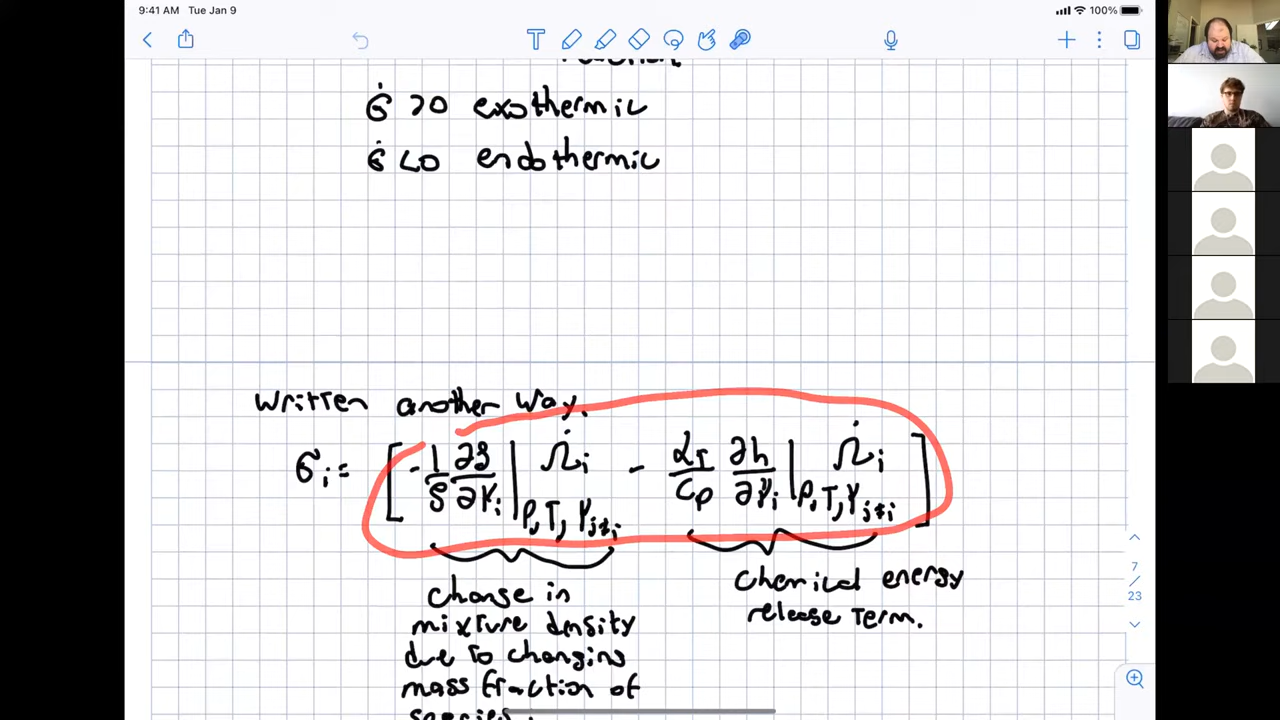 9:41 AM Tue Jan 9
100%
σ̇ >0 exothermic
σ̇ <0 endothermic
written another way.
σ̇i = [ -1/ρ ∂ρ/∂Yi | P,T,Yj≠i Ω̇i - αT/Cp ∂h/∂Yi | P,T,Yj≠i Ω̇i ]
change in
mixture density
due to changing
mass fraction of
species
chemical energy
release term.
7
/
23